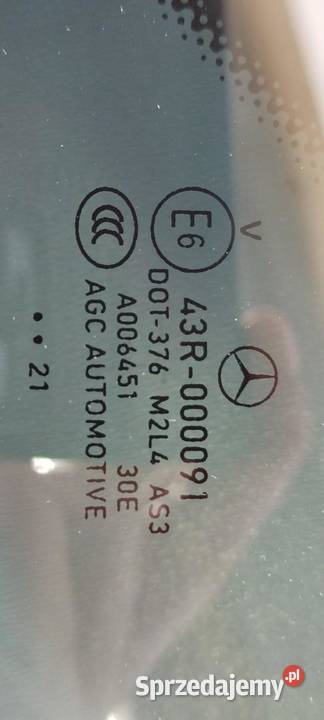 V
E6
43R-000091
DOT-376 M2L4 AS3
CCC
A006451 30E
AGC AUTOMOTIVE
•• 21
Sprzedajemy.pl